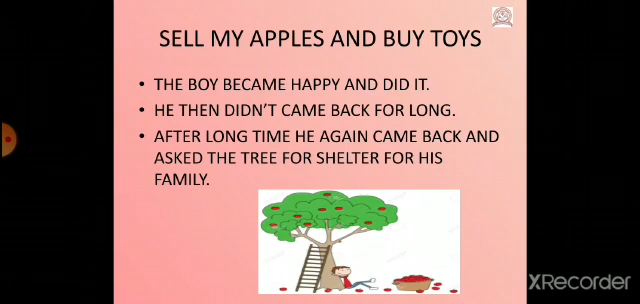 SELL MY APPLES AND BUY TOYS
• THE BOY BECAME HAPPY AND DID IT.
• HE THEN DIDN'T CAME BACK FOR LONG.
• AFTER LONG TIME HE AGAIN CAME BACK AND
ASKED THE TREE FOR SHELTER FOR HIS
FAMILY.
XRecorder